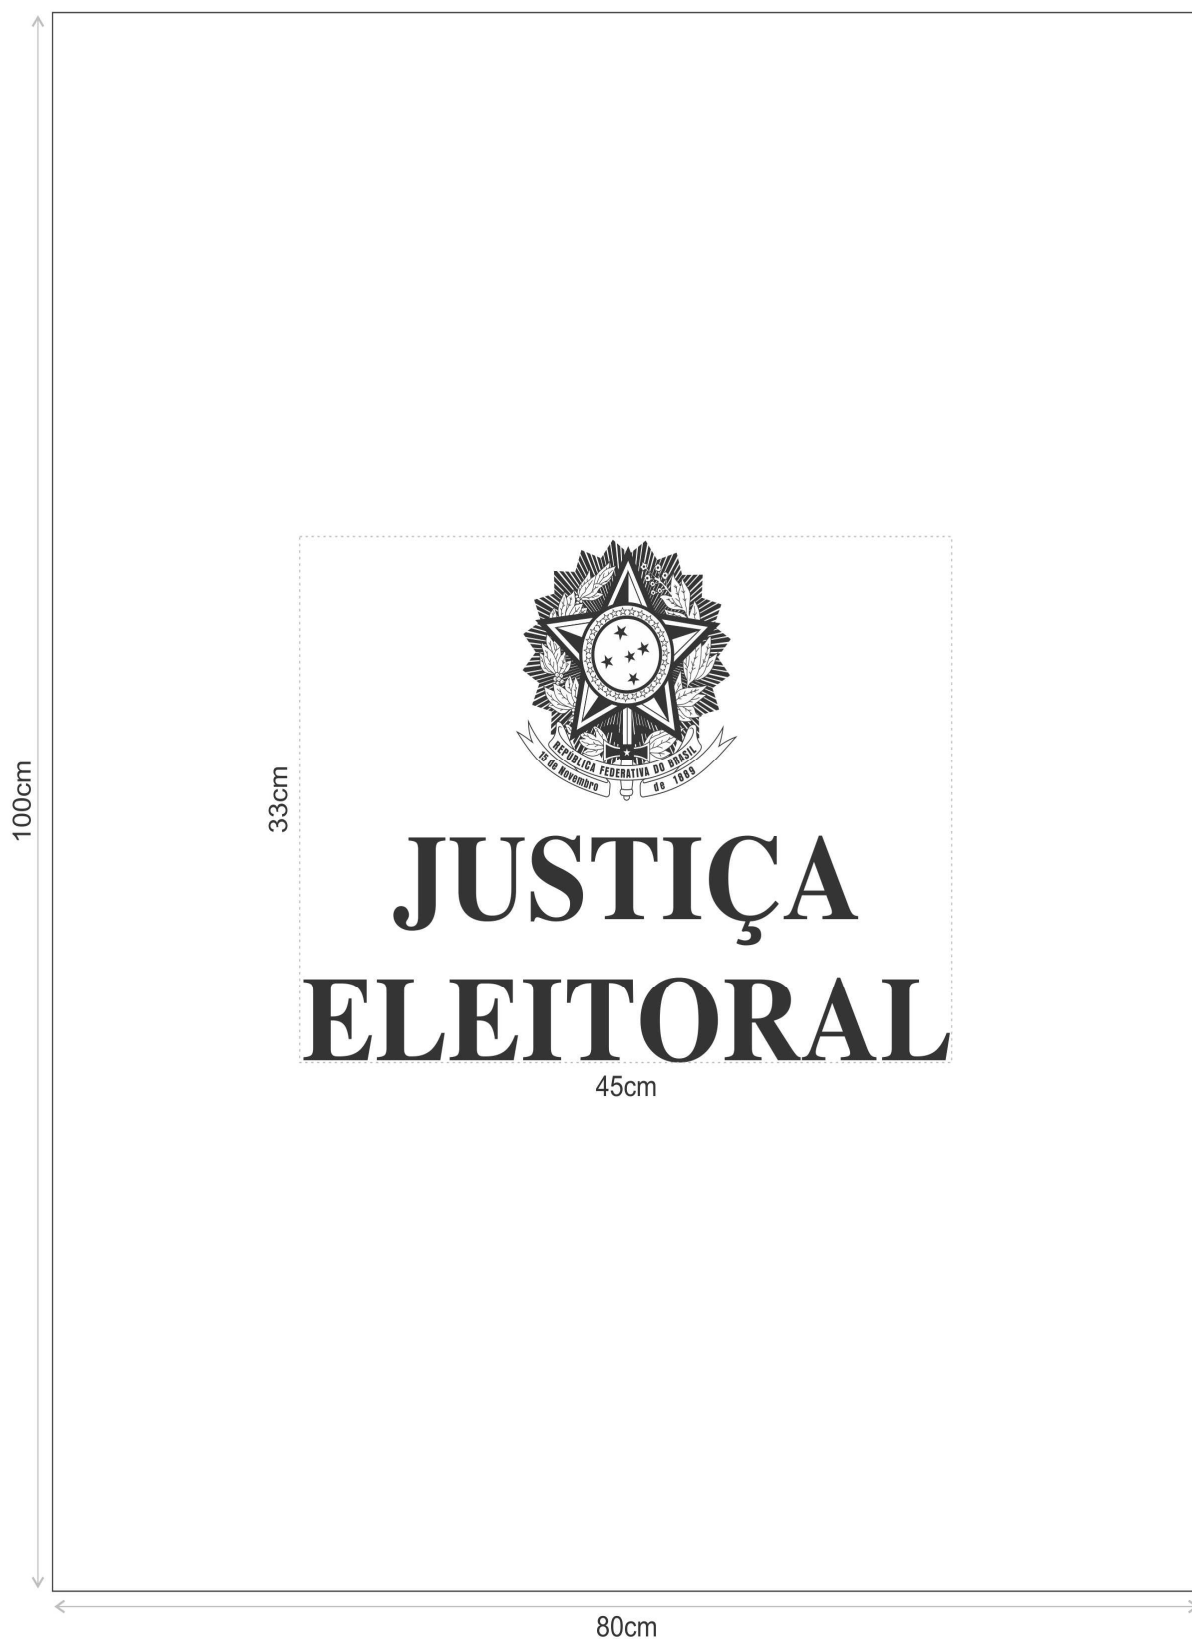 REPÚBLICA FEDERATIVA DO BRASIL
15 de Novembro de 1889
JUSTIÇA
ELEITORAL
100cm
33cm
45cm
80cm